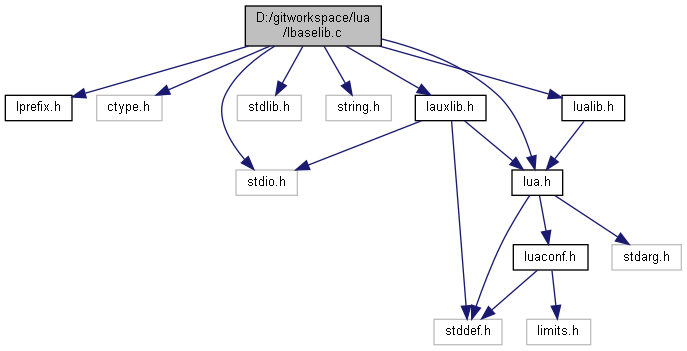 D:/gitworkspace/lua
/lbaselib.c
lprefix.h
ctype.h
stdlib.h
string.h
lauxlib.h
lualib.h
stdio.h
lua.h
luaconf.h
stdarg.h
stddef.h
limits.h